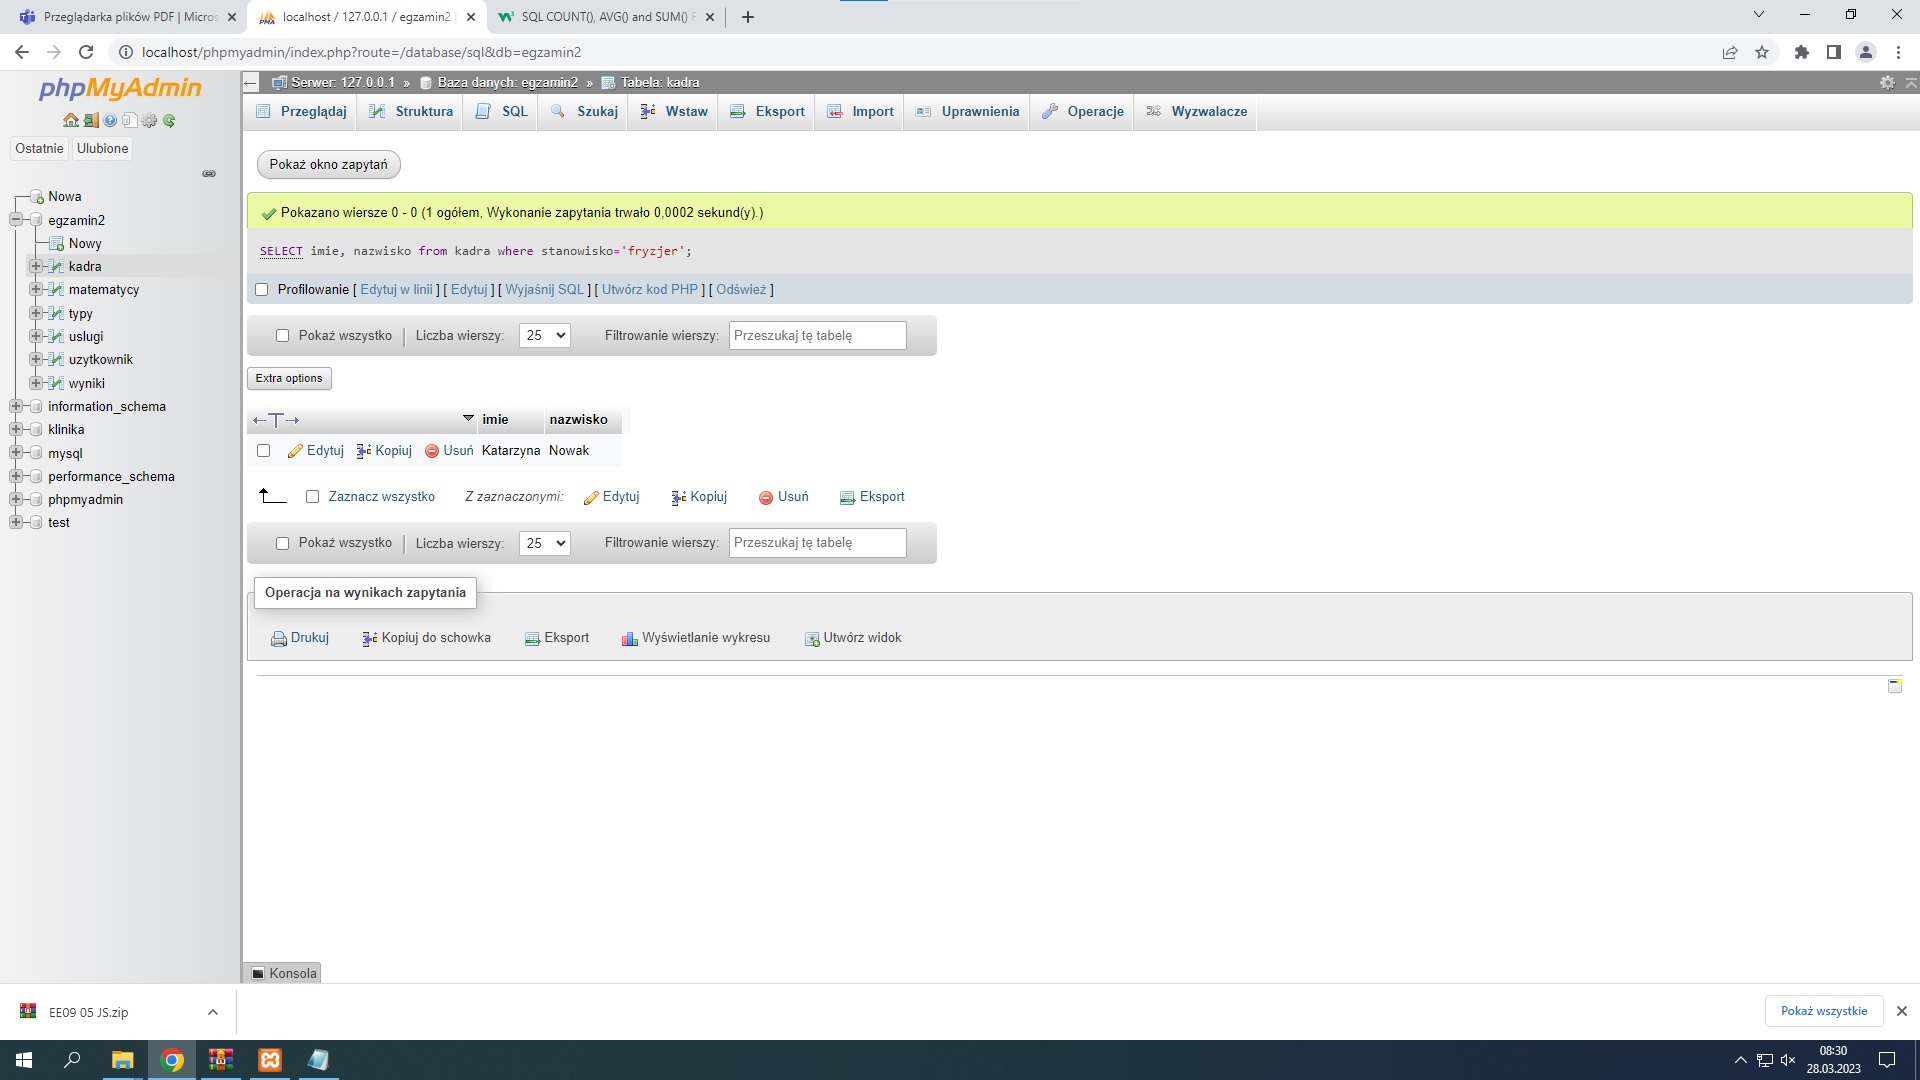 Przeglądarka plików PDF | Micros
localhost / 127.0.0.1 / egzamin2
SQL COUNT(), AVG() and SUM() F
localhost/phpmyadmin/index.php?route=/database/sql&db=egzamin2
phpMyAdmin
Ostatnie
Ulubione
Nowa
egzamin2
Nowy
kadra
matematycy
typy
uslugi
uzytkownik
wyniki
information_schema
klinika
mysql
performance_schema
phpmyadmin
test
Serwer: 127.0.0.1 » Baza danych: egzamin2 » Tabela: kadra
Przeglądaj Struktura SQL Szukaj Wstaw Eksport Import Uprawnienia Operacje Wyzwalacze
Pokaż okno zapytań
Pokazano wiersze 0 - 0 (1 ogółem, Wykonanie zapytania trwało 0,0002 sekund(y).)
SELECT imie, nazwisko from kadra where stanowisko='fryzjer';
Profilowanie [ Edytuj w linii ] [ Edytuj ] [ Wyjaśnij SQL ] [ Utwórz kod PHP ] [ Odśwież ]
Pokaż wszystko Liczba wierszy: 25 Filtrowanie wierszy: Przeszukaj tę tabelę
Extra options
←T→ imie nazwisko
Edytuj Kopiuj Usuń Katarzyna Nowak
Zaznacz wszystko Z zaznaczonymi: Edytuj Kopiuj Usuń Eksport
Pokaż wszystko Liczba wierszy: 25 Filtrowanie wierszy: Przeszukaj tę tabelę
Operacja na wynikach zapytania
Drukuj Kopiuj do schowka Eksport Wyświetlanie wykresu Utwórz widok
Konsola
EE09 05 JS.zip
Pokaż wszystkie
08:30
28.03.2023